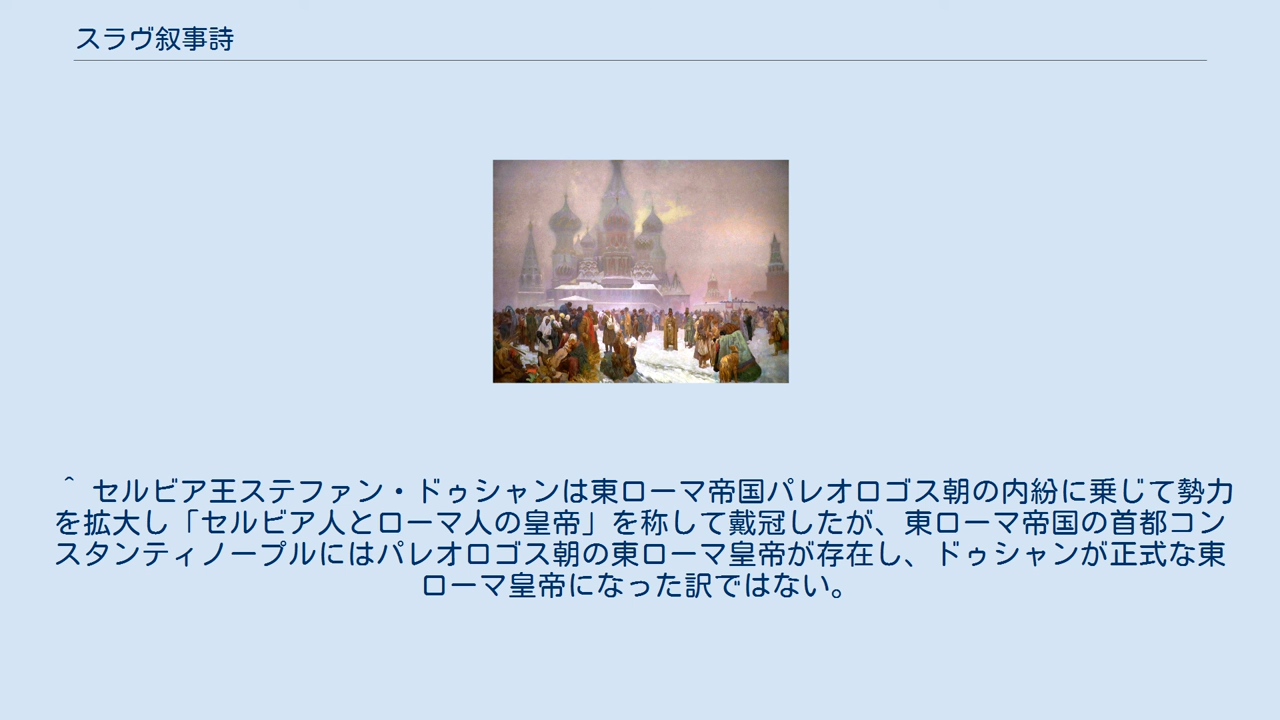 スラヴ叙事詩
^ セルビア王ステファン・ドゥシャンは東ローマ帝国パレオロゴス朝の内紛に乗じて勢力
を拡大し「セルビア人とローマ人の皇帝」を称して戴冠したが、東ローマ帝国の首都コン
スタンティノープルにはパレオロゴス朝の東ローマ皇帝が存在し、ドゥシャンが正式な東
ローマ皇帝になった訳ではない。